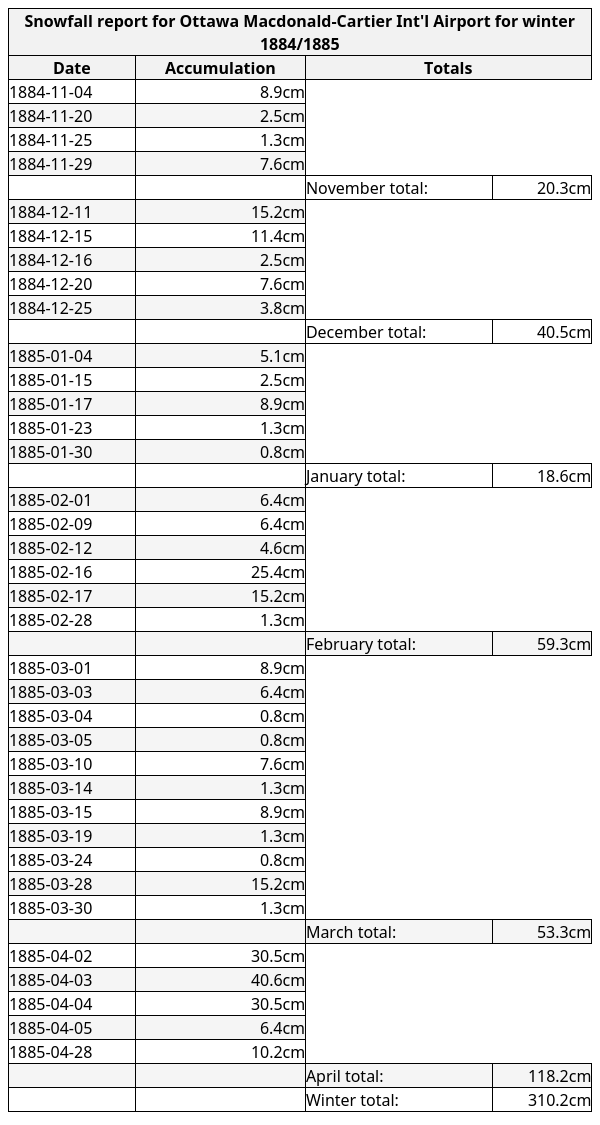 Snowfall report for Ottawa Macdonald-Cartier Int'l Airport for winter
1884/1885
Date Accumulation Totals
1884-11-04 8.9cm
1884-11-20 2.5cm
1884-11-25 1.3cm
1884-11-29 7.6cm
November total: 20.3cm
1884-12-11 15.2cm
1884-12-15 11.4cm
1884-12-16 2.5cm
1884-12-20 7.6cm
1884-12-25 3.8cm
December total: 40.5cm
1885-01-04 5.1cm
1885-01-15 2.5cm
1885-01-17 8.9cm
1885-01-23 1.3cm
1885-01-30 0.8cm
January total: 18.6cm
1885-02-01 6.4cm
1885-02-09 6.4cm
1885-02-12 4.6cm
1885-02-16 25.4cm
1885-02-17 15.2cm
1885-02-28 1.3cm
February total: 59.3cm
1885-03-01 8.9cm
1885-03-03 6.4cm
1885-03-04 0.8cm
1885-03-05 0.8cm
1885-03-10 7.6cm
1885-03-14 1.3cm
1885-03-15 8.9cm
1885-03-19 1.3cm
1885-03-24 0.8cm
1885-03-28 15.2cm
1885-03-30 1.3cm
March total: 53.3cm
1885-04-02 30.5cm
1885-04-03 40.6cm
1885-04-04 30.5cm
1885-04-05 6.4cm
1885-04-28 10.2cm
April total: 118.2cm
Winter total: 310.2cm